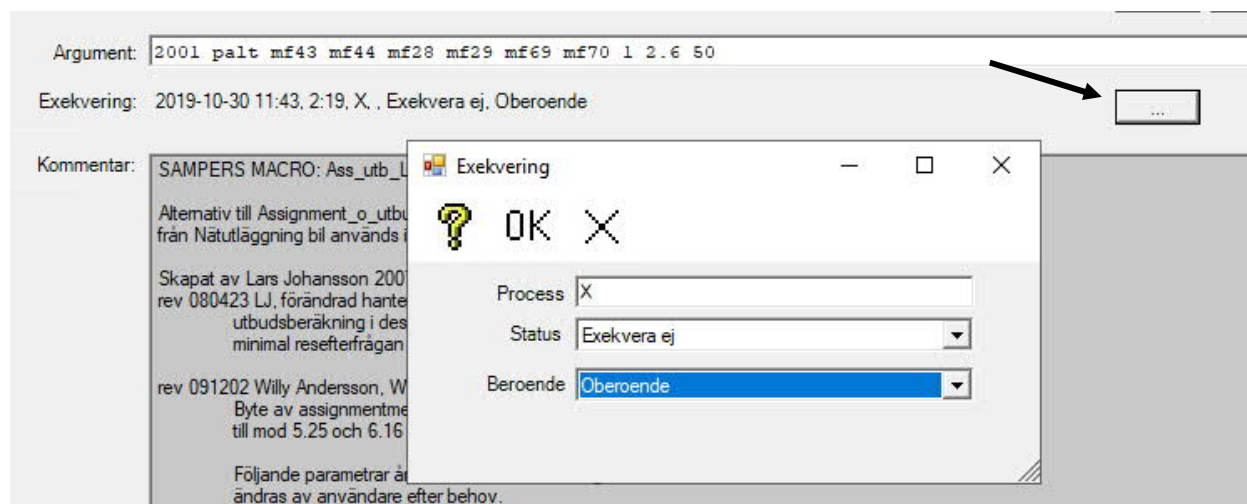 Argument: 2001 palt mf43 mf44 mf28 mf29 mf69 mf70 1 2.6 50
Exekvering: 2019-10-30 11:43, 2:19, X, , Exekvera ej, Oberoende
...
Kommentar: SAMPERS MACRO: Ass_utb_L
Alternativ till Assignment_o_utbu
från Nätutläggning bil används i
Skapat av Lars Johansson 200
rev 080423 LJ, förändrad hante
utbudsberäkning i des
minimal resefterfrågan
rev 091202 Willy Andersson, W
Byte av assignmentme
till mod 5.25 och 6.16
Följande parametrar är
ändras av användare efter behov.
Exekvering
? OK X
Process X
Status Exekvera ej
Beroende Oberoende